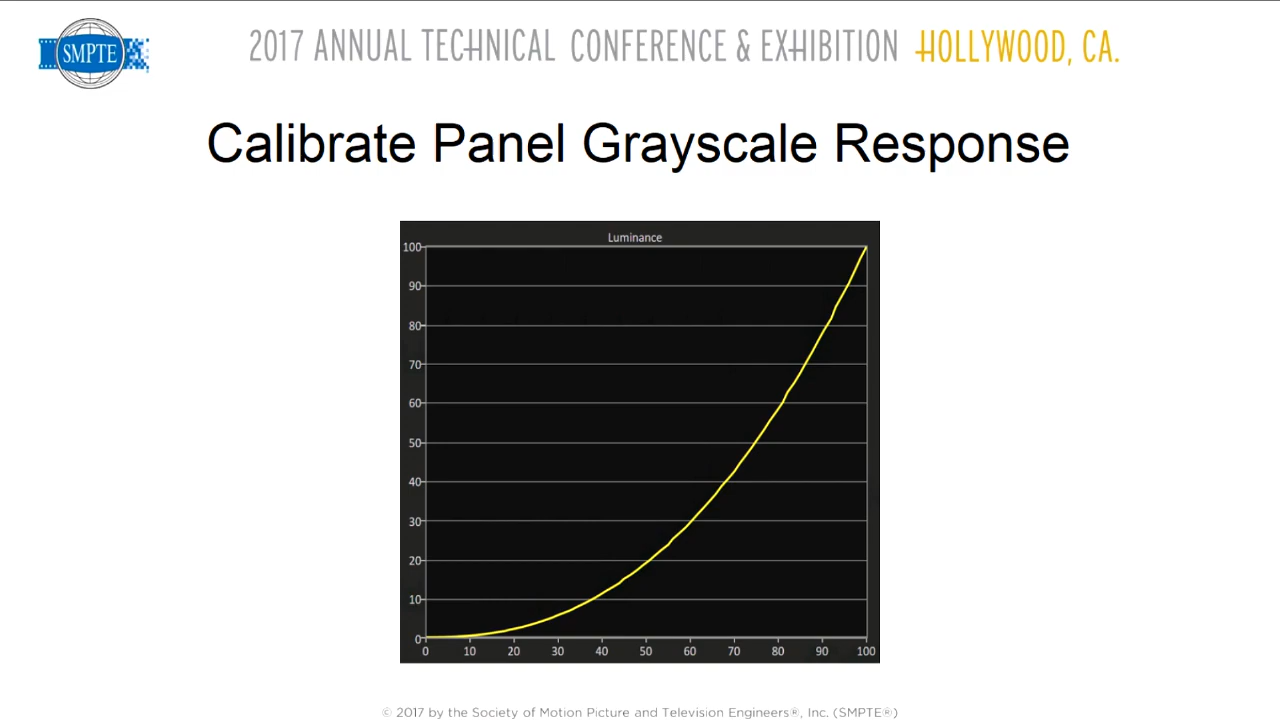 SMPTE
2017 ANNUAL TECHNICAL CONFERENCE & EXHIBITION HOLLYWOOD, CA.
Calibrate Panel Grayscale Response
Luminance
100
90
80
70
60
50
40
30
20
10
0
0 10 20 30 40 50 60 70 80 90 100
© 2017 by the Society of Motion Picture and Television Engineers®, Inc. (SMPTE®)